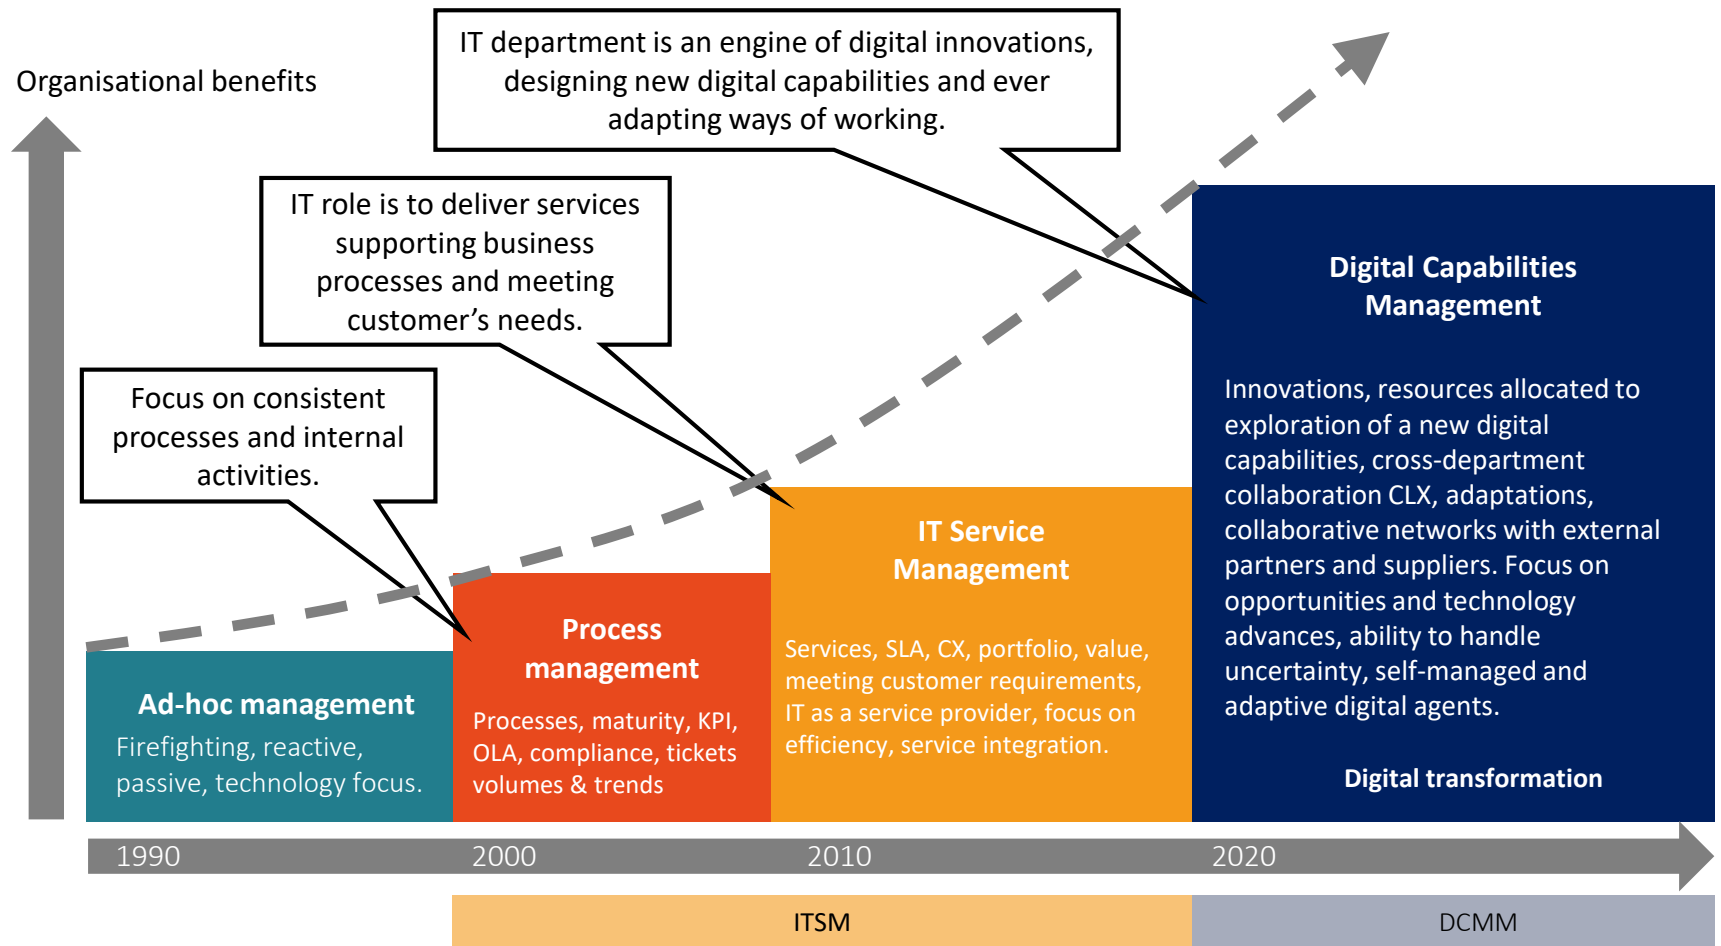 Organisational benefits
IT department is an engine of digital innovations,
designing new digital capabilities and ever
adapting ways of working.
IT role is to deliver services
supporting business
processes and meeting
customer’s needs.
Focus on consistent
processes and internal
activities.
Ad-hoc management
Firefighting, reactive,
passive, technology focus.
Process
management
Processes, maturity, KPI,
OLA, compliance, tickets
volumes & trends
IT Service
Management
Services, SLA, CX, portfolio, value,
meeting customer requirements,
IT as a service provider, focus on
efficiency, service integration.
Digital Capabilities
Management
Innovations, resources allocated to
exploration of a new digital
capabilities, cross-department
collaboration CLX, adaptations,
collaborative networks with external
partners and suppliers. Focus on
opportunities and technology
advances, ability to handle
uncertainty, self-managed and
adaptive digital agents.
Digital transformation
1990
2000
2010
2020
ITSM
DCMM